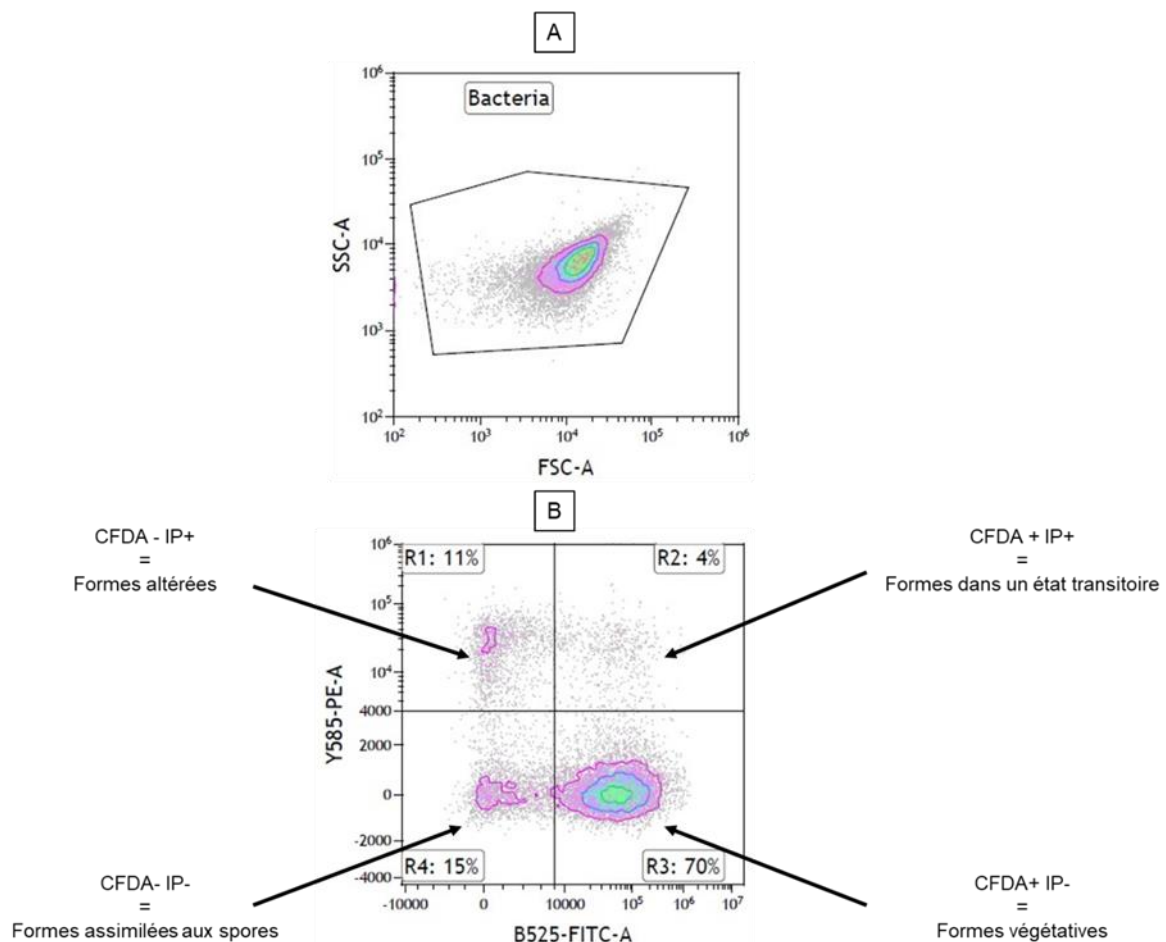 A
Bacteria
10⁶
10⁵
10⁴
10³
10²
SSC-A
10²
10³
10⁴
10⁵
10⁶
FSC-A
B
CFDA - IP+
=
Formes altérées
CFDA + IP+
=
Formes dans un état transitoire
R1: 11%
R2: 4%
10⁶
10⁵
10⁴
4000
2000
0
-2000
-4000
Y585-PE-A
R4: 15%
R3: 70%
-10000
0
10000
10⁵
10⁶
10⁷
B525-FITC-A
CFDA- IP-
=
Formes assimilées aux spores
CFDA+ IP-
=
Formes végétatives